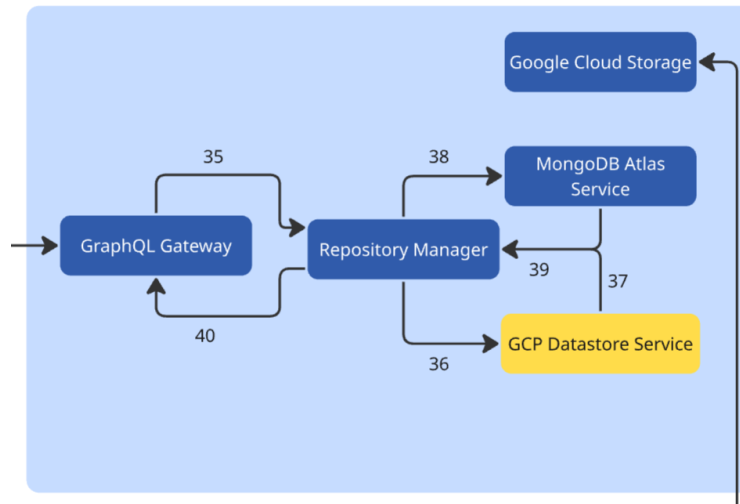 Google Cloud Storage
35
38
MongoDB Atlas
Service
GraphQL Gateway
Repository Manager
39
37
40
GCP Datastore Service
36